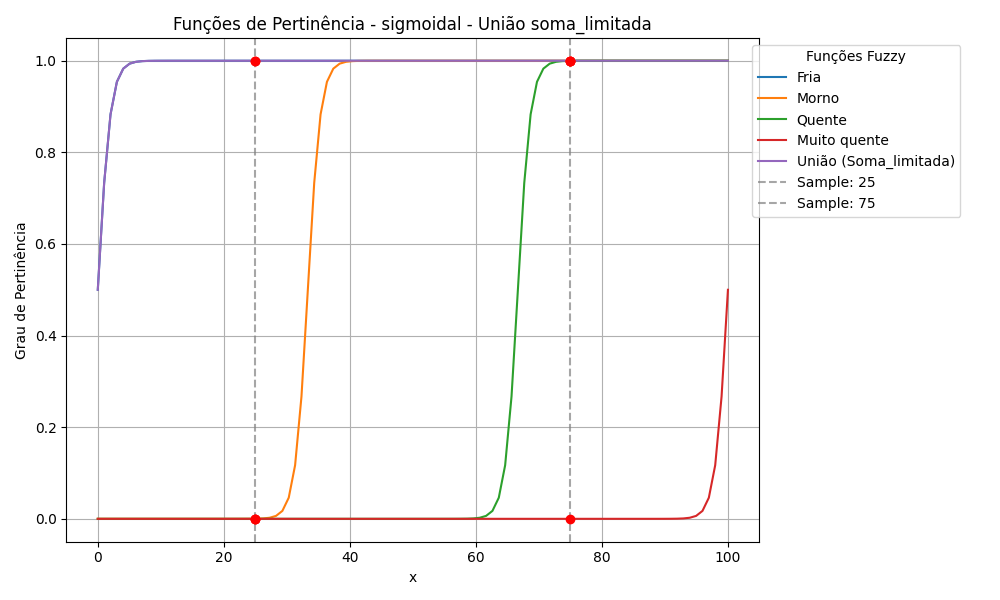 Funções de Pertinência - sigmoidal - União soma_limitada
Grau de Pertinência
1.0
0.8
0.6
0.4
0.2
0.0
0
20
40
60
80
100
x
Funções Fuzzy
Fria
Morno
Quente
Muito quente
União (Soma_limitada)
Sample: 25
Sample: 75